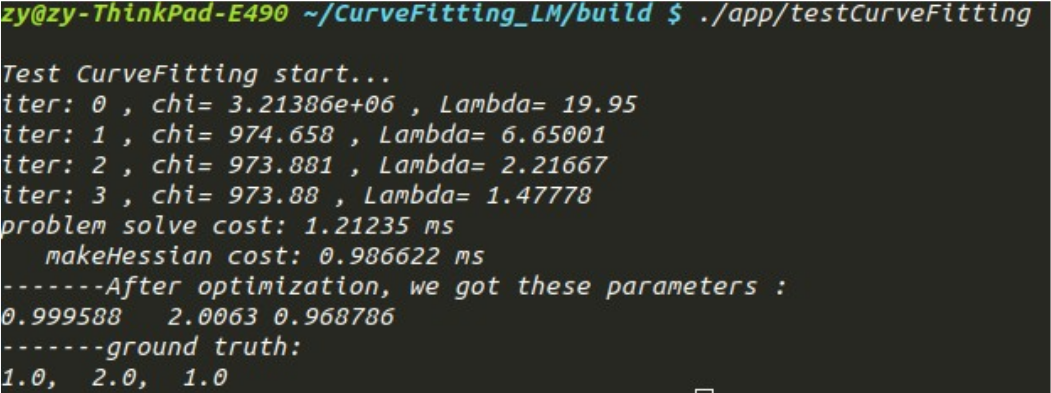 zy@zy-ThinkPad-E490 ~/CurveFitting_LM/build $ ./app/testCurveFitting
Test CurveFitting start...
iter: 0 , chi= 3.21386e+06 , Lambda= 19.95
iter: 1 , chi= 974.658 , Lambda= 6.65001
iter: 2 , chi= 973.881 , Lambda= 2.21667
iter: 3 , chi= 973.88 , Lambda= 1.47778
problem solve cost: 1.21235 ms
   makeHessian cost: 0.986622 ms
-------After optimization, we got these parameters :
0.999588   2.0063 0.968786
-------ground truth:
1.0,  2.0,  1.0